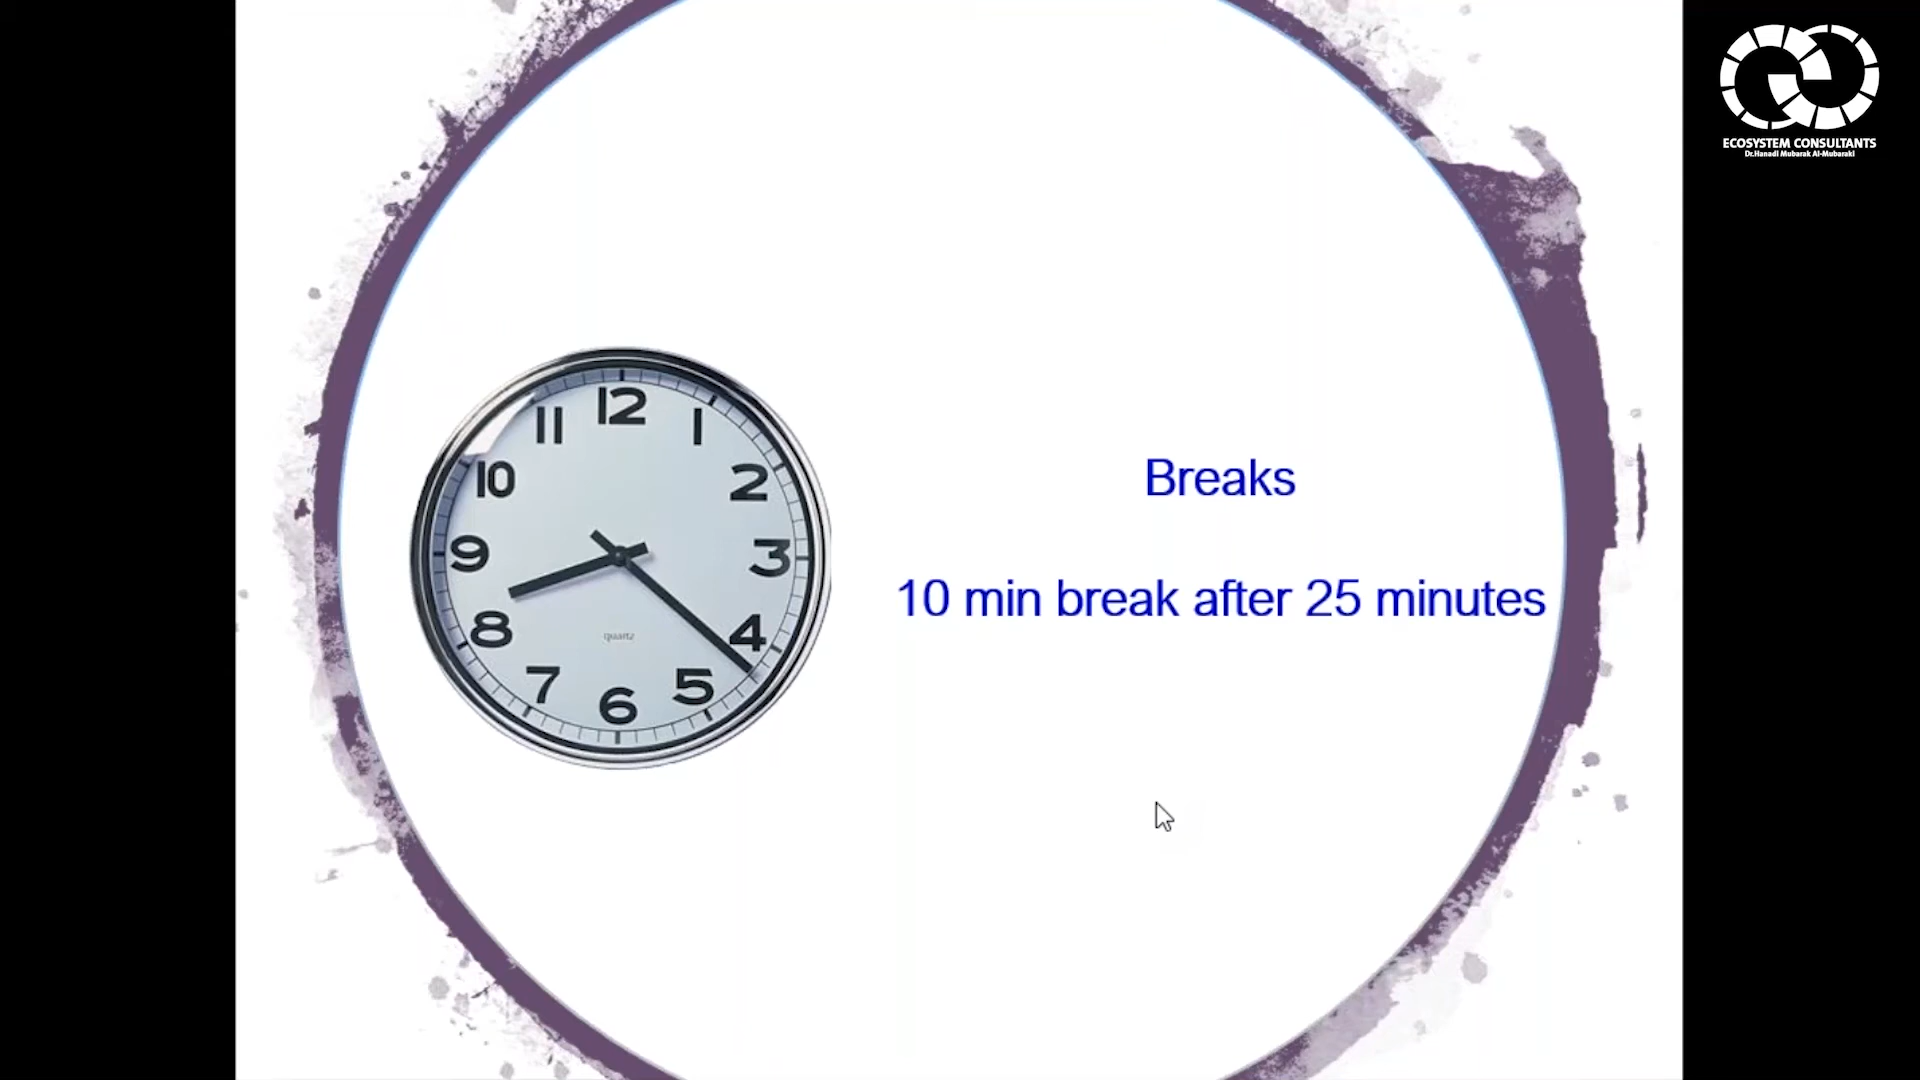 ECOSYSTEM CONSULTANTS
Dr.Hanadi Mubarak Al-Mubaraki
12
11
1
10
2
9
3
8
4
7
5
6
quartz
Breaks
10 min break after 25 minutes